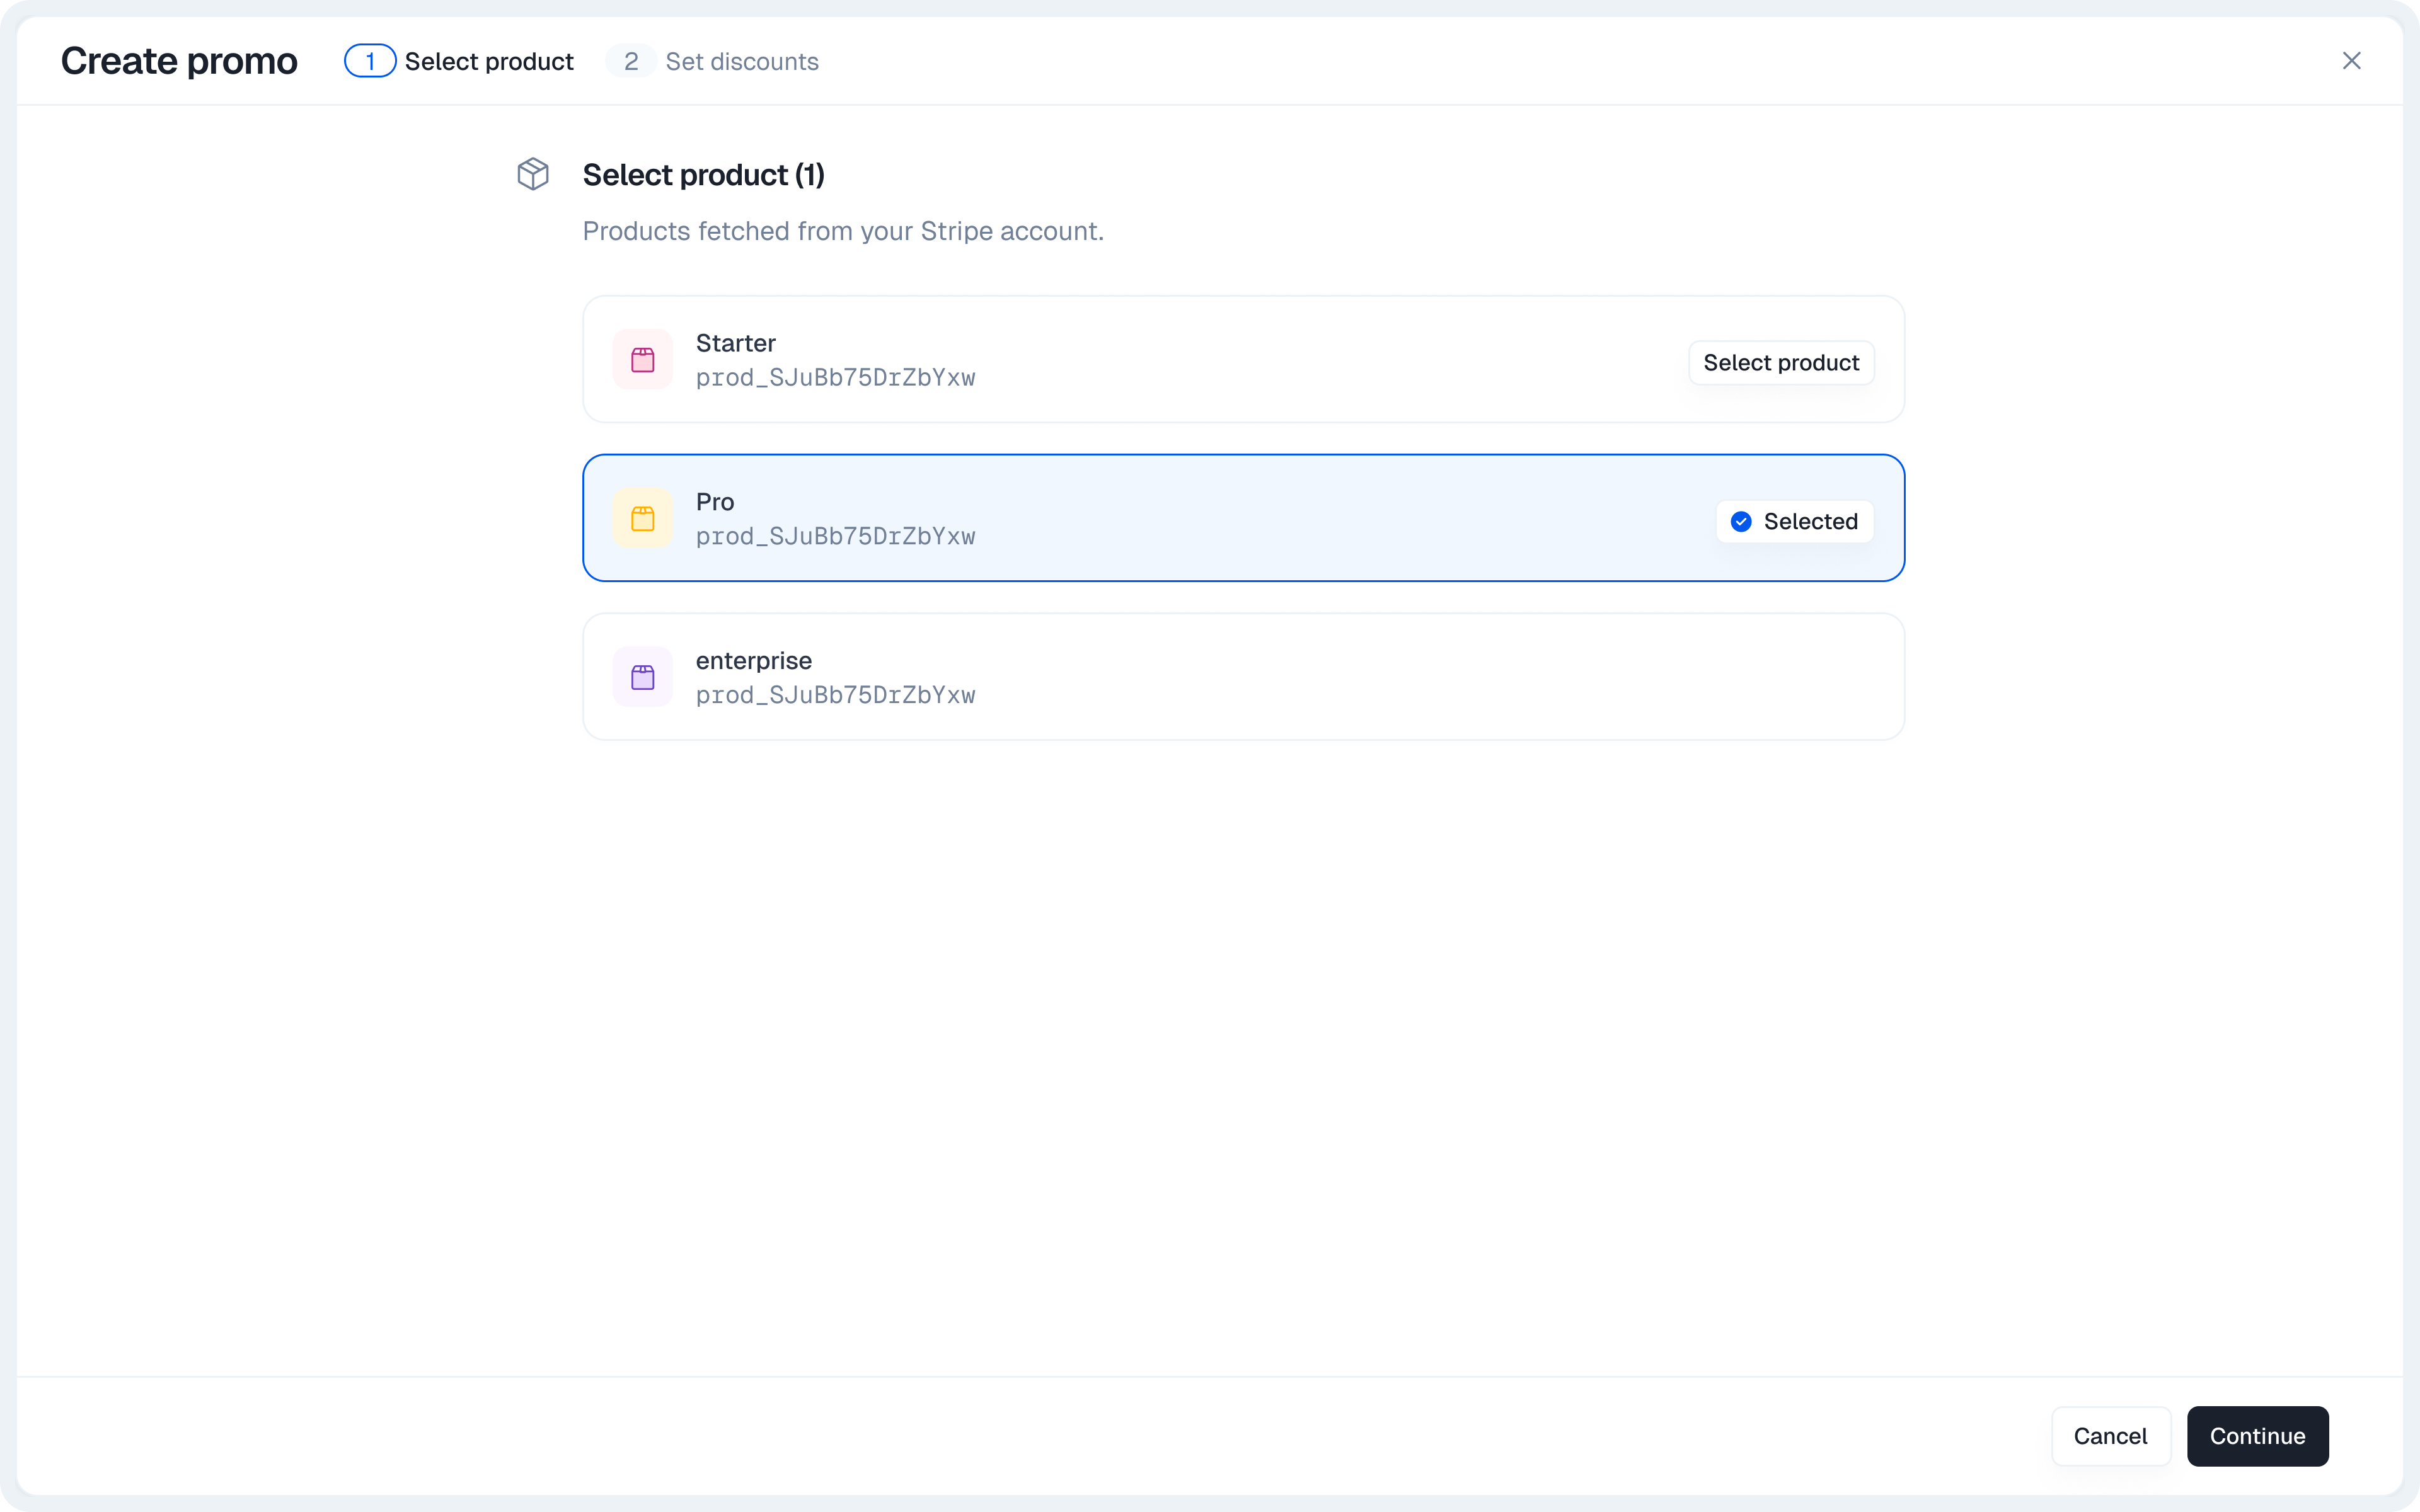 Create promo
1 Select product
2 Set discounts
Select product (1)
Products fetched from your Stripe account.
Starter
prod_SJuBb75DrZbYxw
Select product
Pro
prod_SJuBb75DrZbYxw
Selected
enterprise
prod_SJuBb75DrZbYxw
Cancel
Continue